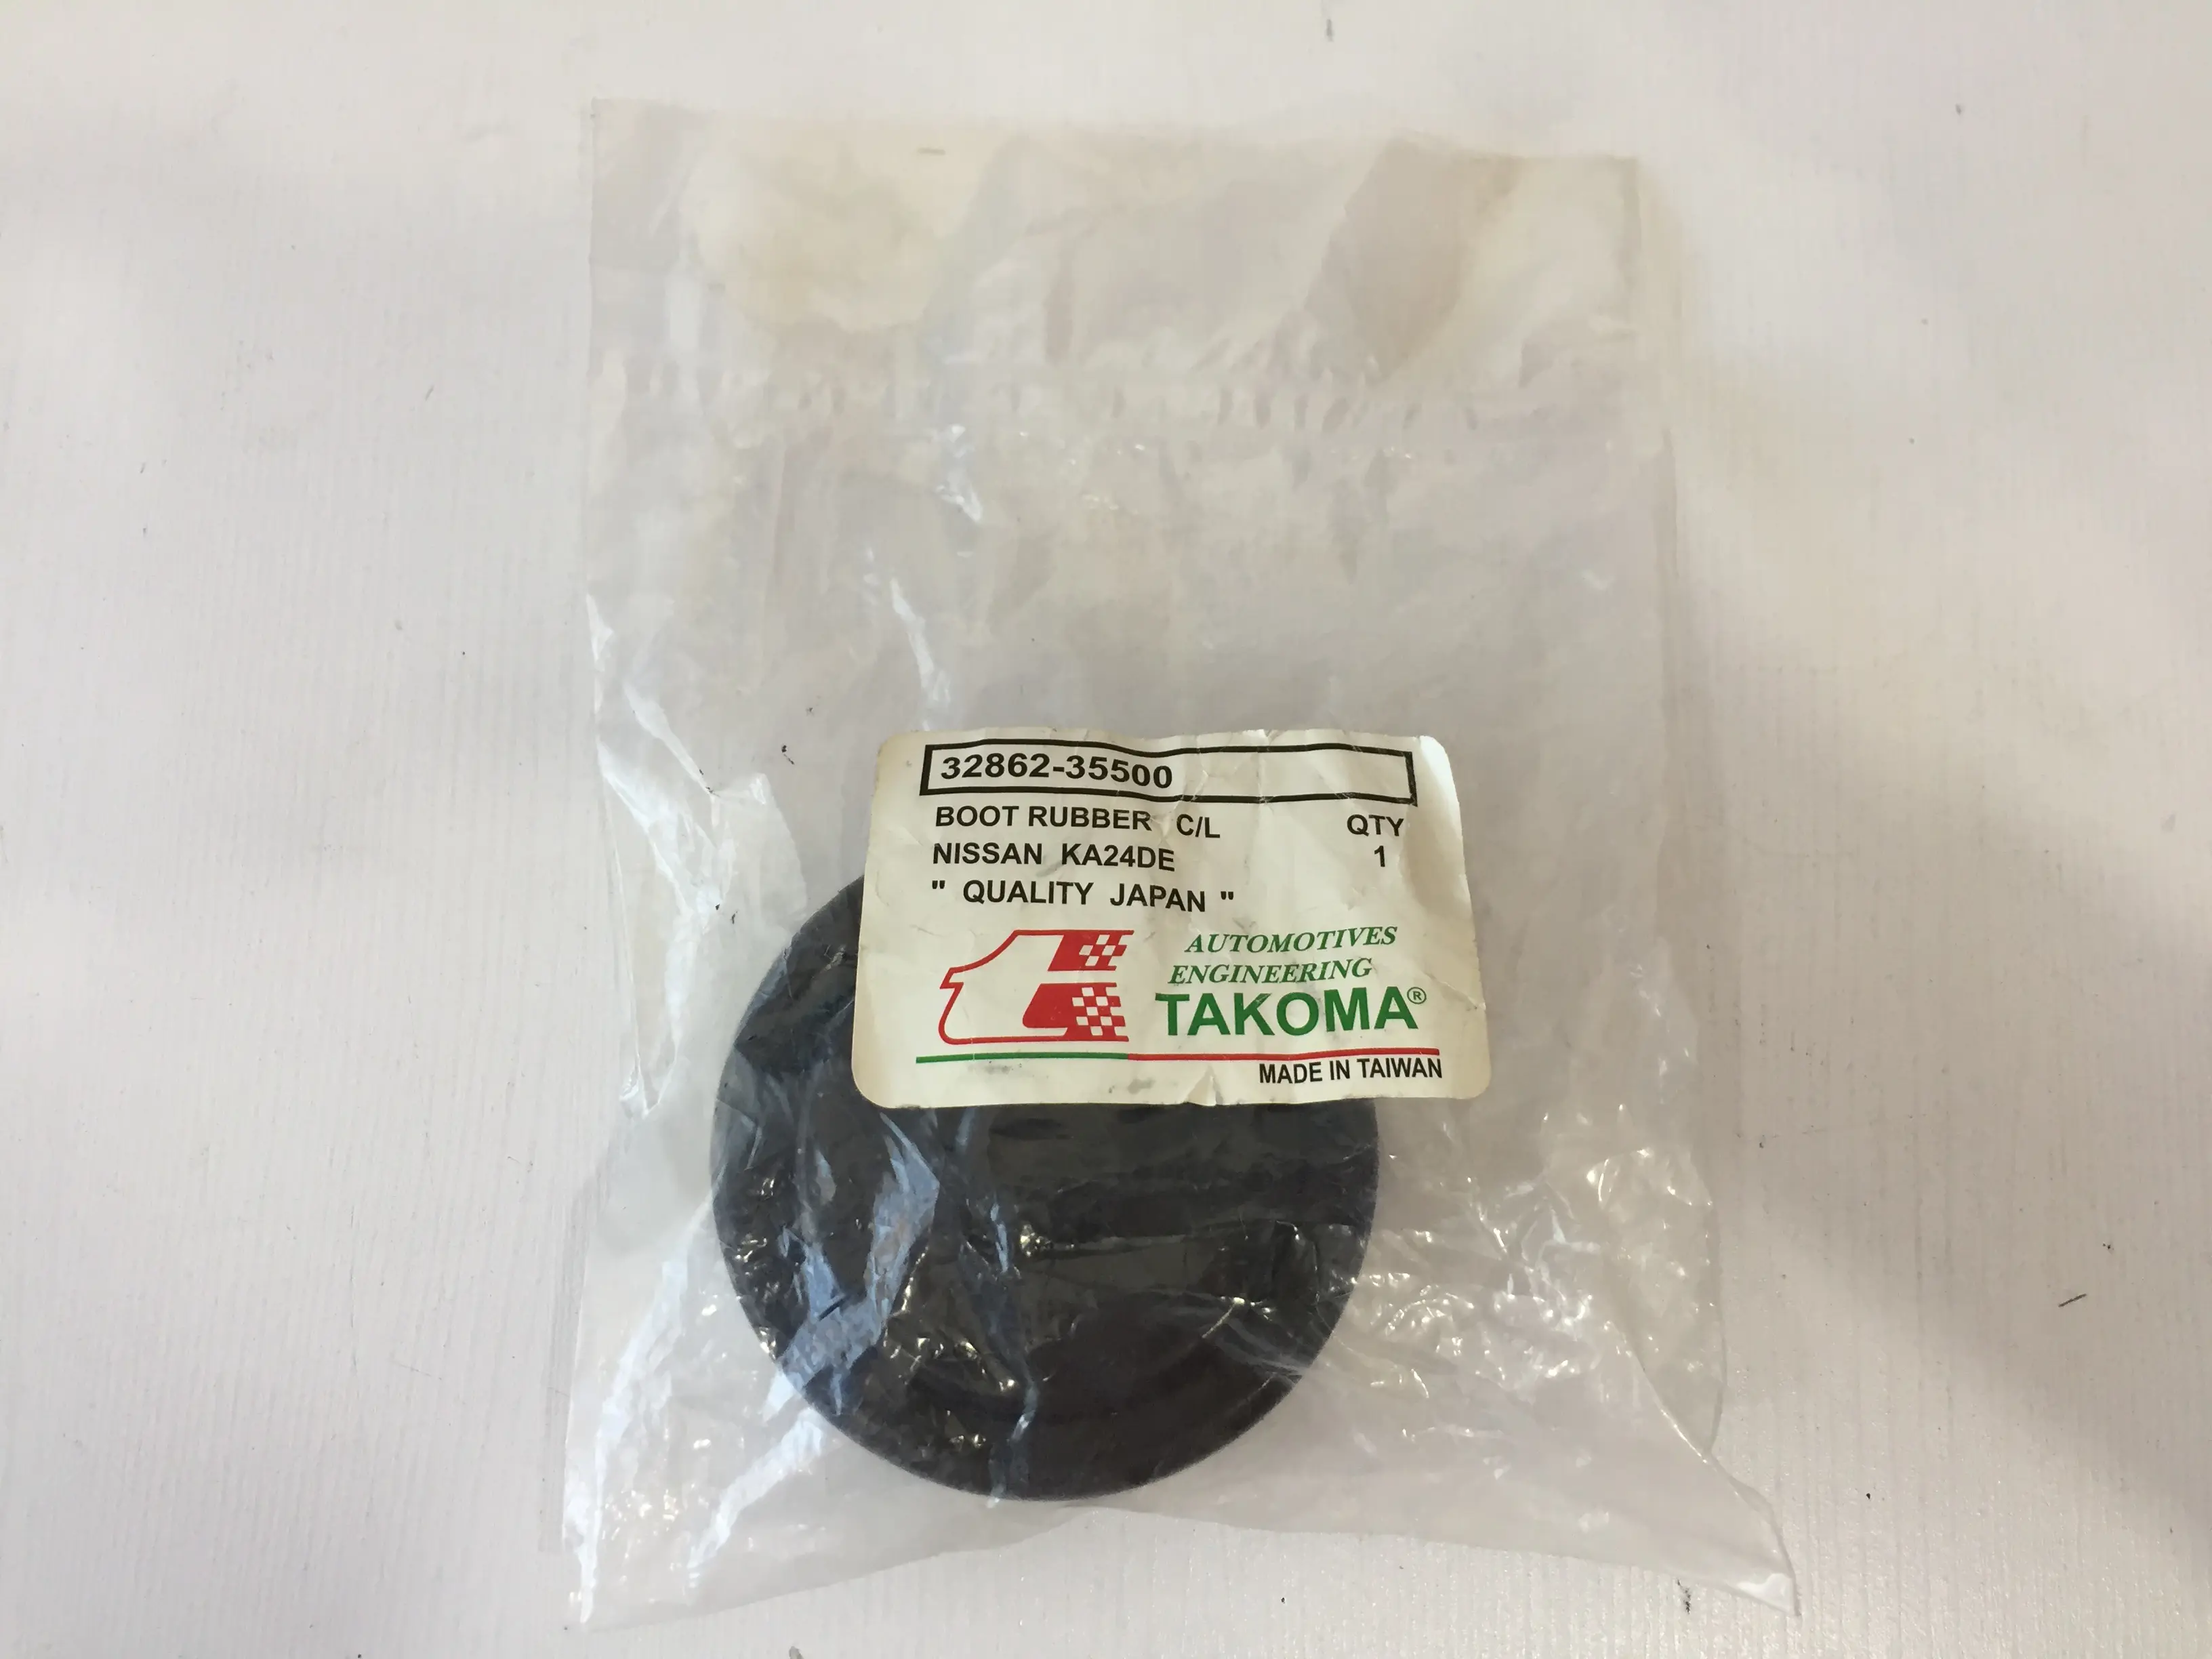 32862-35500
BOOT RUBBER C/L QTY
NISSAN KA24DE 1
" QUALITY JAPAN "
AUTOMOTIVES
ENGINEERING
TAKOMA®
MADE IN TAIWAN